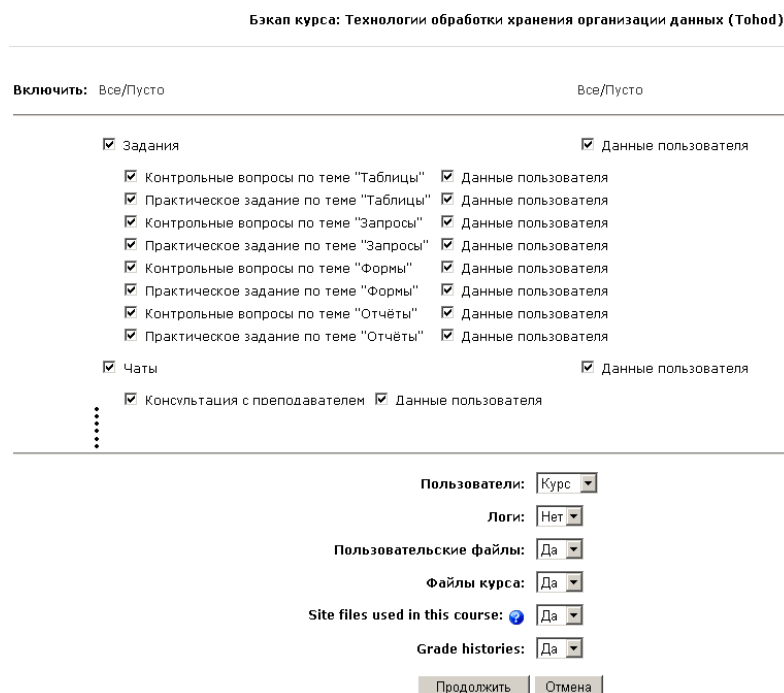 Бэкап курса: Технологии обработки хранения организации данных (Tohod)
Включить: Все/Пусто Все/Пусто
Задания Данные пользователя
Контрольные вопросы по теме "Таблицы" Данные пользователя
Практическое задание по теме "Таблицы" Данные пользователя
Контрольные вопросы по теме "Запросы" Данные пользователя
Практическое задание по теме "Запросы" Данные пользователя
Контрольные вопросы по теме "Формы" Данные пользователя
Практическое задание по теме "Формы" Данные пользователя
Контрольные вопросы по теме "Отчёты" Данные пользователя
Практическое задание по теме "Отчёты" Данные пользователя
Чаты Данные пользователя
Консультация с преподавателем Данные пользователя
Пользователи: Курс
Логи: Нет
Пользовательские файлы: Да
Файлы курса: Да
Site files used in this course: ? Да
Grade histories: Да
Продолжить Отмена